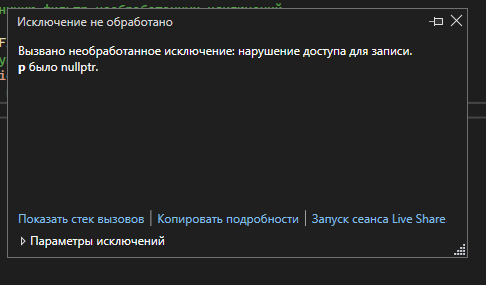 Исключение не обработано
Вызвано необработанное исключение: нарушение доступа для записи.
p было nullptr.
Показать стек вызовов | Копировать подробности | Запуск сеанса Live Share
Параметры исключений